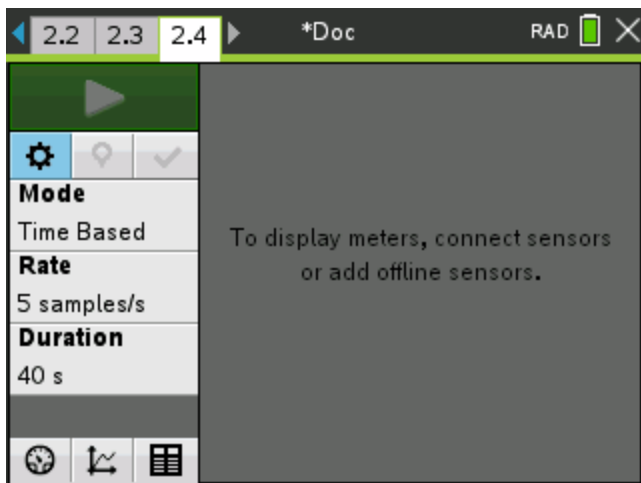 2.2 2.3 2.4 *Doc RAD
Mode
Time Based
Rate
5 samples/s
Duration
40 s
To display meters, connect sensors
or add offline sensors.